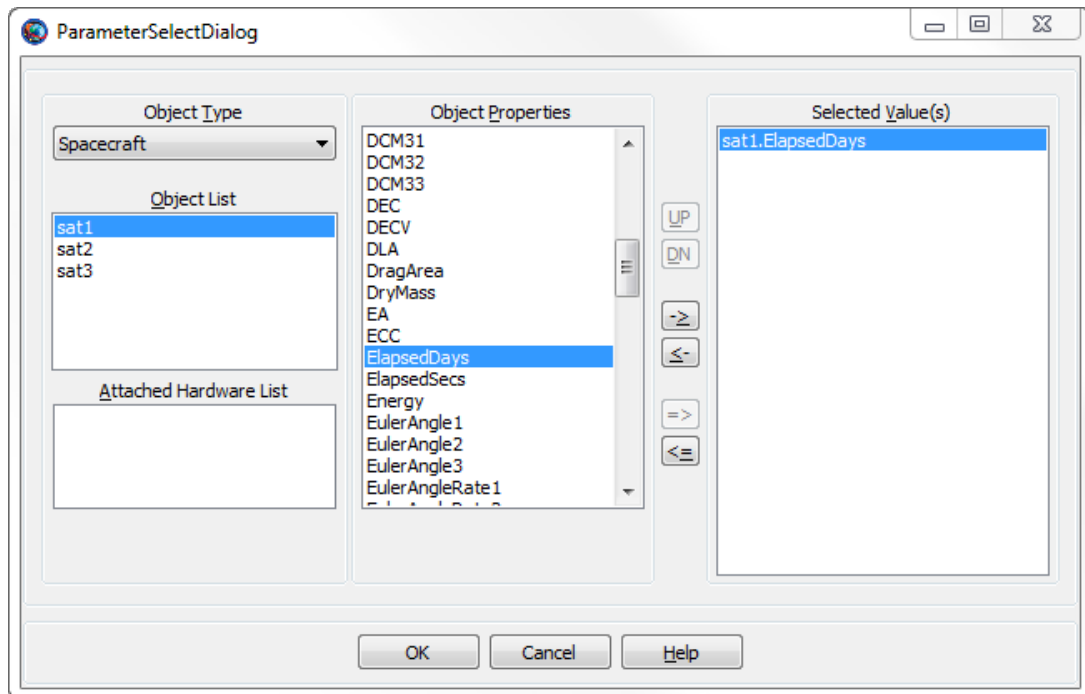 ParameterSelectDialog
Object Type
Spacecraft
Object List
sat1
sat2
sat3
Attached Hardware List
Object Properties
DCM31
DCM32
DCM33
DEC
DECV
DLA
DragArea
DryMass
EA
ECC
ElapsedDays
ElapsedSecs
Energy
EulerAngle1
EulerAngle2
EulerAngle3
EulerAngleRate1
UP
DN
->
<-
=>
<=
Selected Value(s)
sat1.ElapsedDays
OK
Cancel
Help